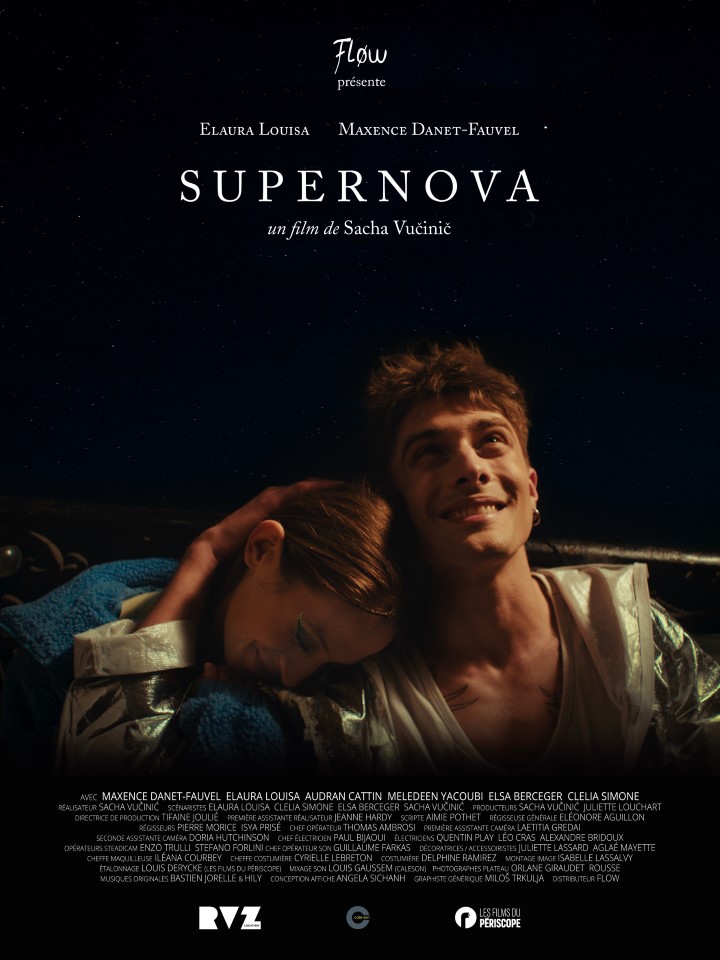 Fløw
présente
Elaura Louisa Maxence Danet-Fauvel
SUPERNOVA
un film de Sacha Vučinič
AVEC MAXENCE DANET-FAUVEL ELAURA LOUISA AUDRAN CATTIN MELEDEEN YACOUBI ELSA BERCEGER CLELIA SIMONE
RÉALISATEUR SACHA VUČINIČ SCÉNARISTES ELAURA LOUISA CLELIA SIMONE ELSA BERCEGER SACHA VUČINIČ PRODUCTEURS SACHA VUČINIČ JULIETTE LOUCHART
DIRECTRICE DE PRODUCTION TIFAINE JOULIÉ PREMIÈRE ASSISTANTE RÉALISATEUR JEANNE HARDY SCRIPTE AIMIE POTHET RÉGISSEUSE GÉNÉRALE ELÉONORE AGUILLON
RÉGISSEURS PIERRE MORICE ISYA PRISÉ CHEF OPÉRATEUR THOMAS AMBROSI PREMIÈRE ASSISTANTE CAMÉRA LAETITIA GREDAI
SECONDE ASSISTANTE CAMÉRA DORIA HUTCHINSON CHEF ÉLECTRICIEN PAUL BIJAOUI ÉLECTRICIENS QUENTIN PLAY LÉO CRAS ALEXANDRE BRIDOUX
OPÉRATEURS STEADICAM ENZO TRULLI STEFANO FORLINI CHEF OPÉRATEUR SON GUILLAUME FARKAS DÉCORATRICES / ACCESSOIRISTES JULIETTE LASSARD AGLAÉ MAYETTE
CHEFFE MAQUILLEUSE ILÉANA COURBEY CHEFFE COSTUMIÈRE CYRIELLE LEBRETON COSTUMIÈRE DELPHINE RAMIREZ MONTAGE IMAGE ISABELLE LASSALVY
ÉTALONNAGE LOUIS DERYCKE (LES FILMS DU PÉRISCOPE) MIXAGE SON LOUIS GAUSSEM (CALESON) PHOTOGRAPHES PLATEAU ORLANE GIRAUDET ROUSSE
MUSIQUES ORIGINALES BASTIEN JORELLE & HILY CONCEPTION AFFICHE ANGELA SICHANH GRAPHISTE GÉNÉRIQUE MILOŠ TRKULJA DISTRIBUTEUR FLOW
RVZ LOCATION
LES FILMS DU
PÉRISCOPE